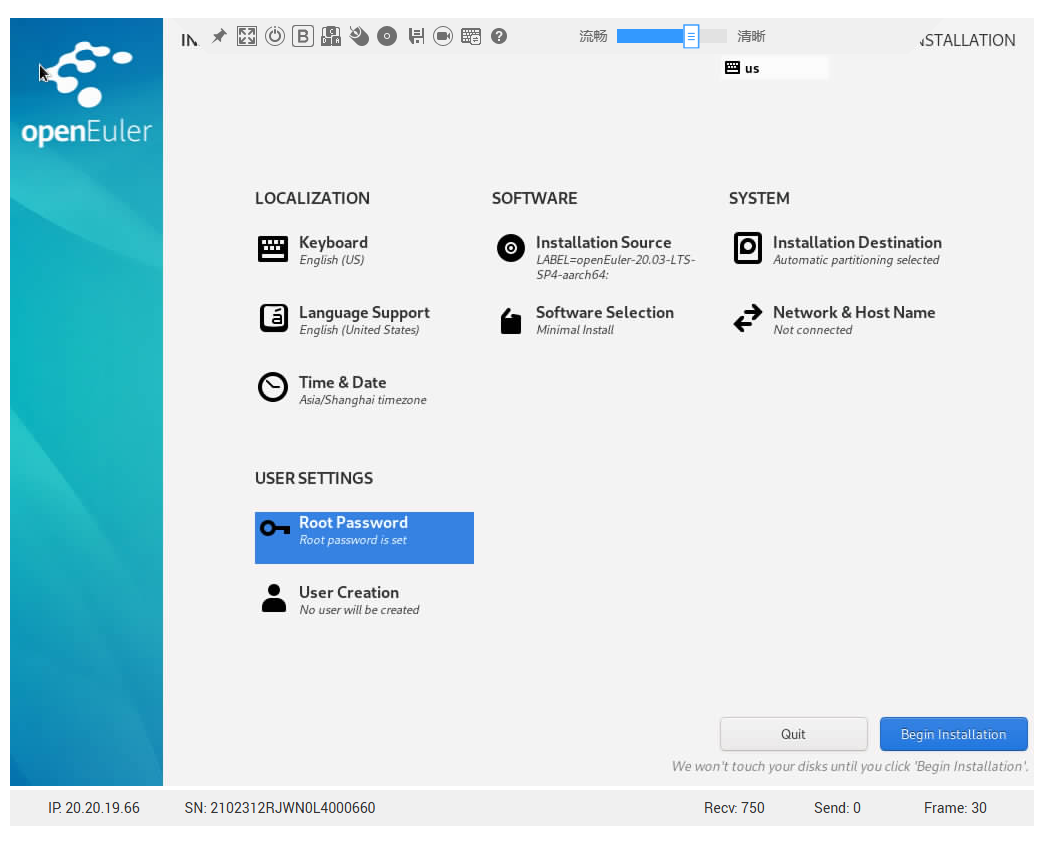 IN
流畅
清晰
STALLATION
us
openEuler
LOCALIZATION
SOFTWARE
SYSTEM
Keyboard
English (US)
Installation Source
LABEL=openEuler-20.03-LTS-
SP4-aarch64:
Installation Destination
Automatic partitioning selected
Language Support
English (United States)
Software Selection
Minimal Install
Network & Host Name
Not connected
Time & Date
Asia/Shanghai timezone
USER SETTINGS
Root Password
Root password is set
User Creation
No user will be created
Quit
Begin Installation
We won't touch your disks until you click 'Begin Installation'.
IP: 20.20.19.66
SN: 2102312RJWN0L4000660
Recv: 750
Send: 0
Frame: 30